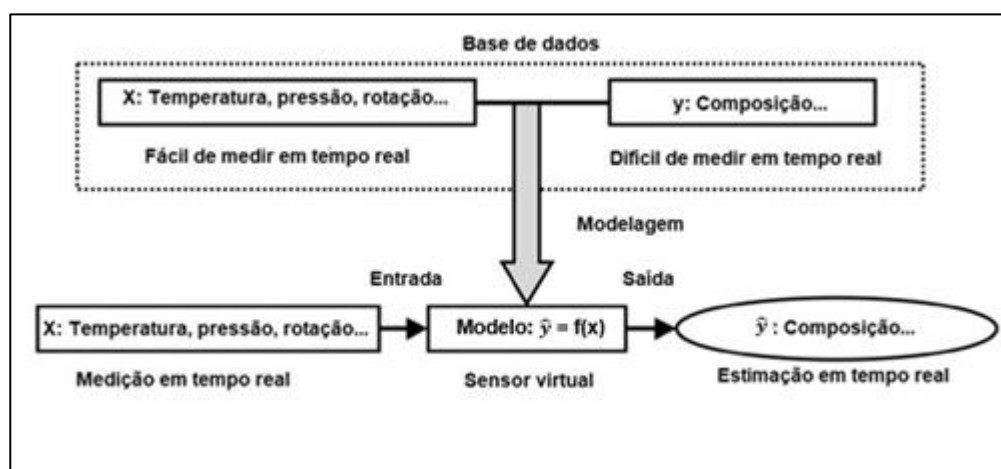 Base de dados
X: Temperatura, pressão, rotação...
y: Composição...
Fácil de medir em tempo real
Difícil de medir em tempo real
Modelagem
Entrada
Saída
X: Temperatura, pressão, rotação...
Modelo: ŷ = f(x)
ŷ : Composição...
Medição em tempo real
Sensor virtual
Estimação em tempo real